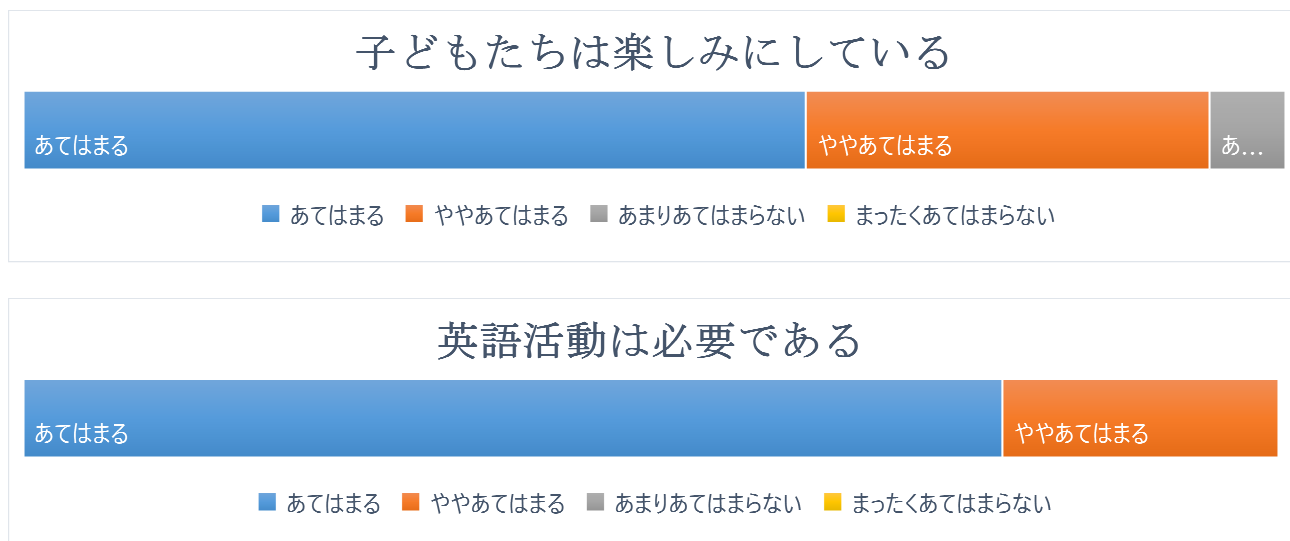 子どもたちは楽しみにしている
あてはまる ややあてはまる あ...
あてはまる ややあてはまる あまりあてはまらない まったくあてはまらない
英語活動は必要である
あてはまる ややあてはまる
あてはまる ややあてはまる あまりあてはまらない まったくあてはまらない